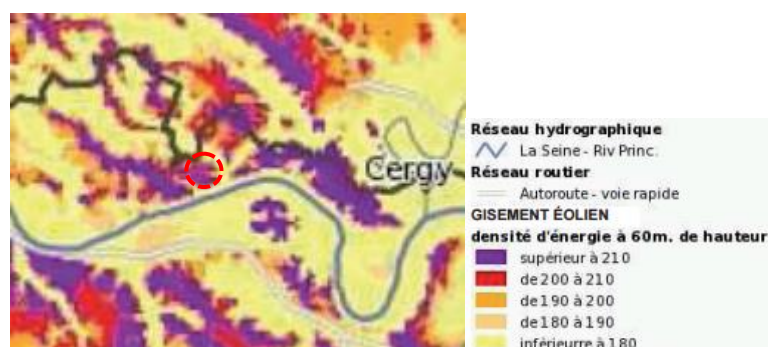 Cergy
Réseau hydrographique
La Seine - Riv Princ.
Réseau routier
Autoroute - voie rapide
GISEMENT ÉOLIEN
densité d'énergie à 60m. de hauteur
supérieur à 210
de 200 à 210
de 190 à 200
de 180 à 190
inférieurre à 180